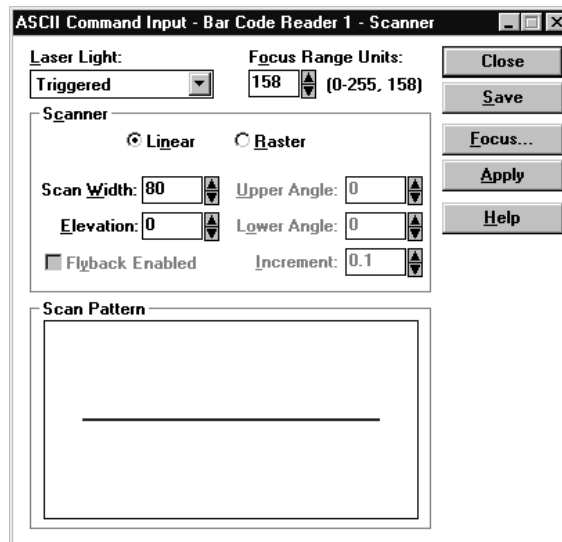 ASCII Command Input - Bar Code Reader 1 - Scanner
Laser Light:
Triggered
Focus Range Units:
158 (0-255, 158)
Close
Save
Focus...
Apply
Help
Scanner
Linear Raster
Scan Width: 80 Upper Angle: 0
Elevation: 0 Lower Angle: 0
Flyback Enabled Increment: 0.1
Scan Pattern